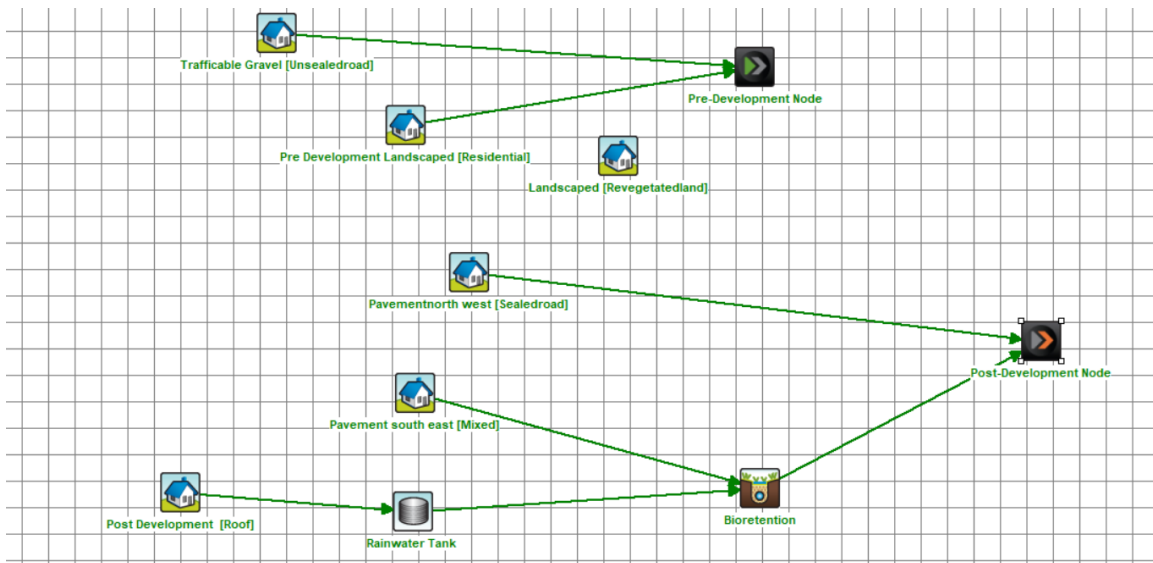 Trafficable Gravel [Unsealedroad]
Pre-Development Node
Pre Development Landscaped [Residential]
Landscaped [Revegetatedland]
Pavementnorth west [Sealedroad]
Post-Development Node
Pavement south east [Mixed]
Post Development  [Roof]
Bioretention
Rainwater Tank